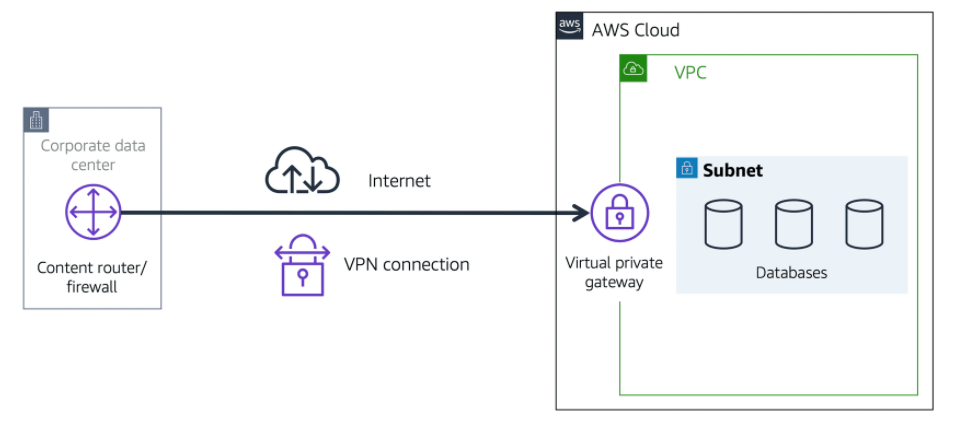 aws
AWS Cloud
VPC
Corporate data
center
Internet
Subnet
Content router/
firewall
VPN connection
Virtual private
gateway
Databases